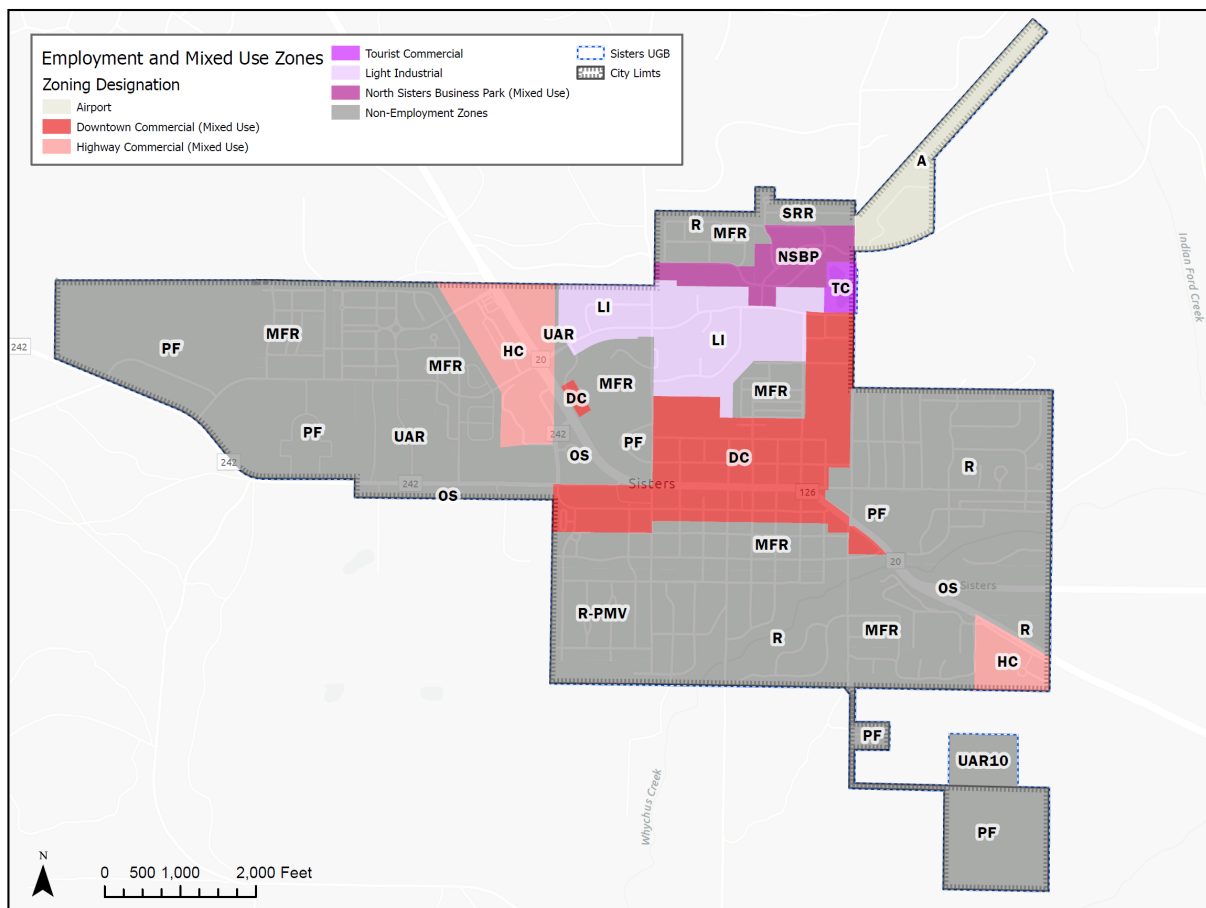 Employment and Mixed Use Zones
Zoning Designation
Airport
Downtown Commercial (Mixed Use)
Highway Commercial (Mixed Use)
Tourist Commercial
Light Industrial
North Sisters Business Park (Mixed Use)
Non-Employment Zones
Sisters UGB
City Limts
A
SRR
R
MFR
NSBP
Indian Ford Creek
TC
LI
UAR
MFR
242
PF
HC
20
LI
MFR
MFR
MFR
DC
PF
UAR
242
PF
OS
DC
R
242
242
OS
Sisters
126
PF
MFR
20
OS
Sisters
R-PMV
R
MFR
R
HC
PF
UAR10
Whychus Creek
PF
N
0 500 1,000 2,000 Feet